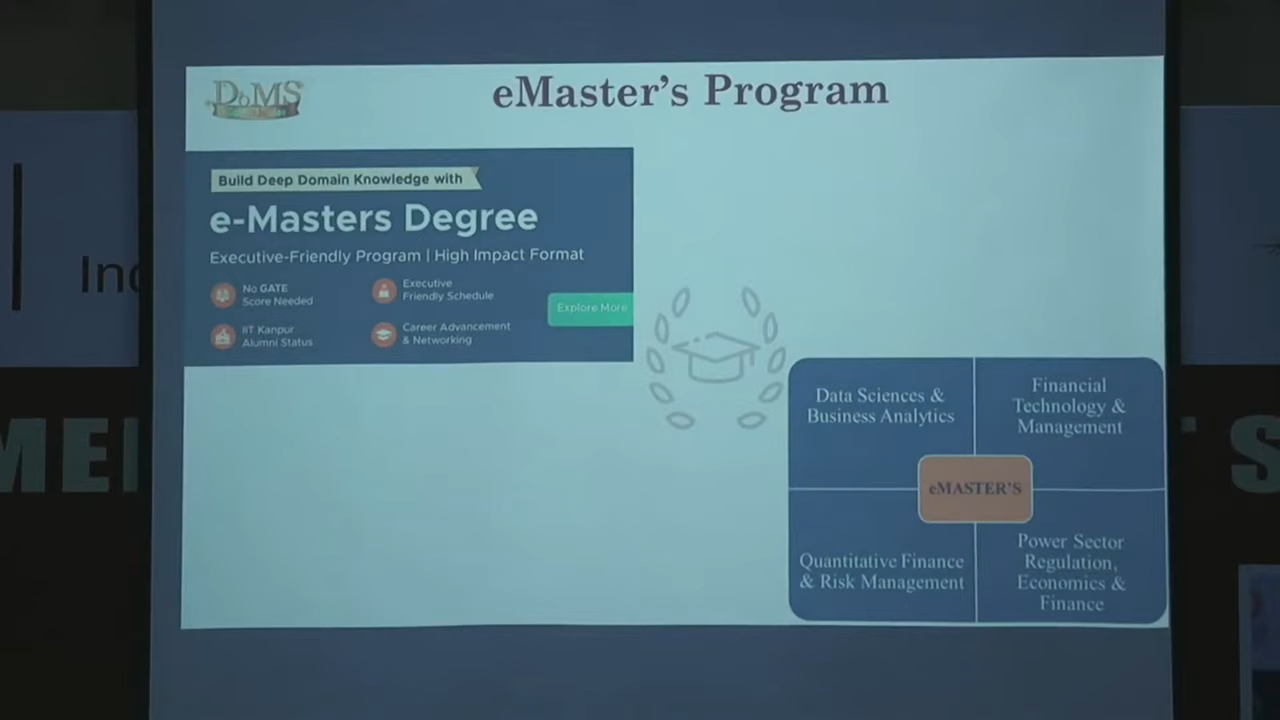 DoMS
eMaster's Program
Build Deep Domain Knowledge with
e-Masters Degree
Executive-Friendly Program | High Impact Format
No GATE
Score Needed
Executive
Friendly Schedule
IIT Kanpur
Alumni Status
Career Advancement
& Networking
Explore More
Data Sciences &
Business Analytics
Financial
Technology &
Management
eMASTER'S
Quantitative Finance
& Risk Management
Power Sector
Regulation,
Economics &
Finance